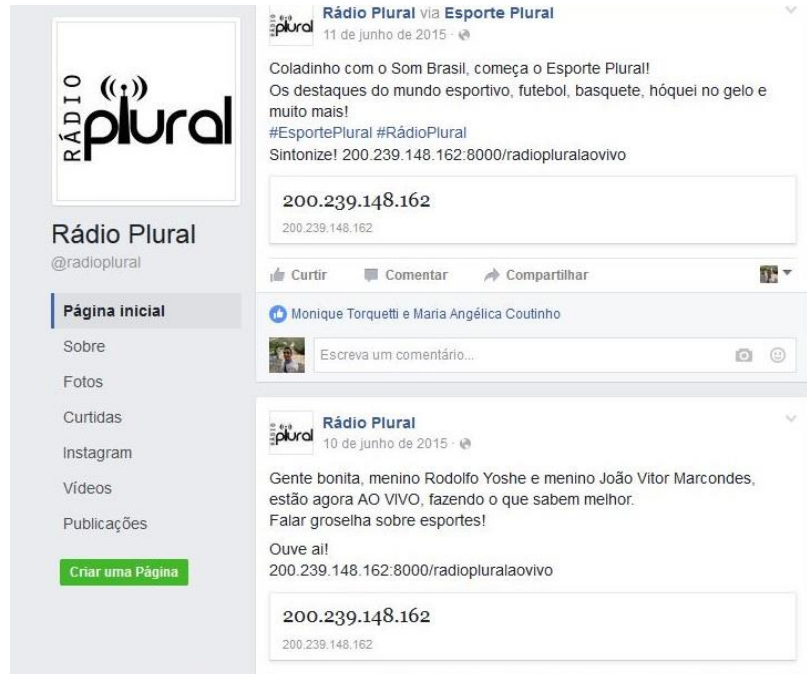 RÁDIO plural
Rádio Plural
@radioplural
Página inicial
Sobre
Fotos
Curtidas
Instagram
Vídeos
Publicações
Criar uma Página
RÁDIO plural
Rádio Plural via Esporte Plural
11 de junho de 2015 ·
Coladinho com o Som Brasil, começa o Esporte Plural!
Os destaques do mundo esportivo, futebol, basquete, hóquei no gelo e
muito mais!
#EsportePlural #RádioPlural
Sintonize! 200.239.148.162:8000/radiopluralaovivo
200.239.148.162
200.239.148.162
Curtir Comentar Compartilhar
Monique Torquetti e Maria Angélica Coutinho
Escreva um comentário...
RÁDIO plural
Rádio Plural
10 de junho de 2015 ·
Gente bonita, menino Rodolfo Yoshe e menino João Vitor Marcondes,
estão agora AO VIVO, fazendo o que sabem melhor.
Falar groselha sobre esportes!
Ouve ai!
200.239.148.162:8000/radiopluralaovivo
200.239.148.162
200.239.148.162